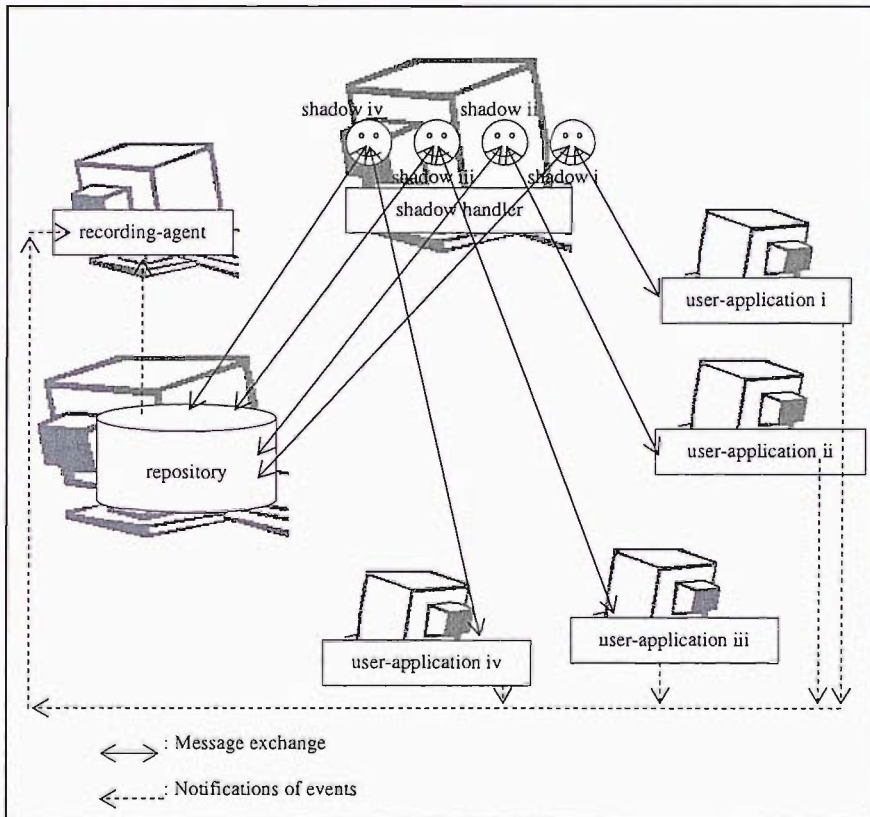 shadow iv
shadow ii
shadow iii
shadow i
shadow handler
recording-agent
user-application i
user-application ii
repository
user-application iii
user-application iv
: Message exchange
: Notifications of events